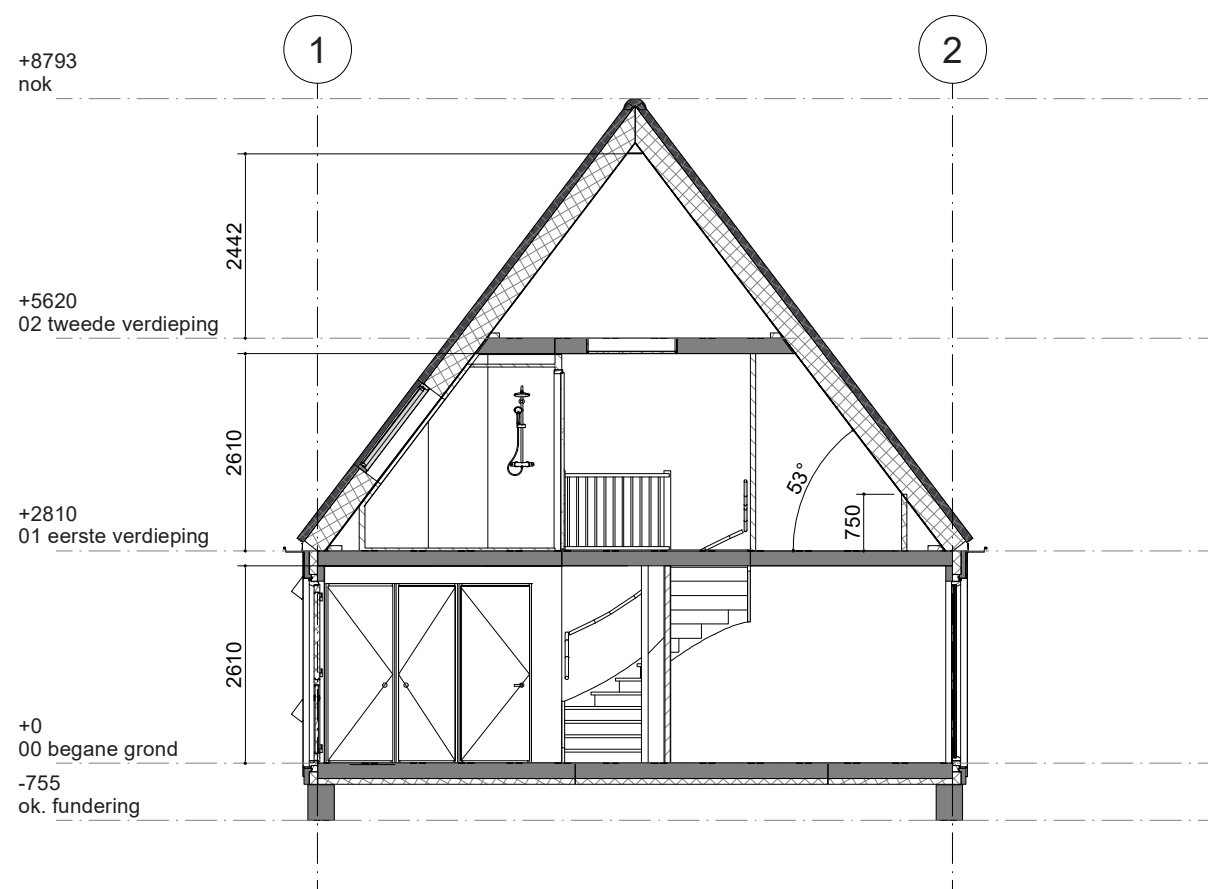 1
2
+8793
nok
2442
+5620
02 tweede verdieping
2610
53°
750
+2810
01 eerste verdieping
2610
+0
00 begane grond
-755
ok. fundering